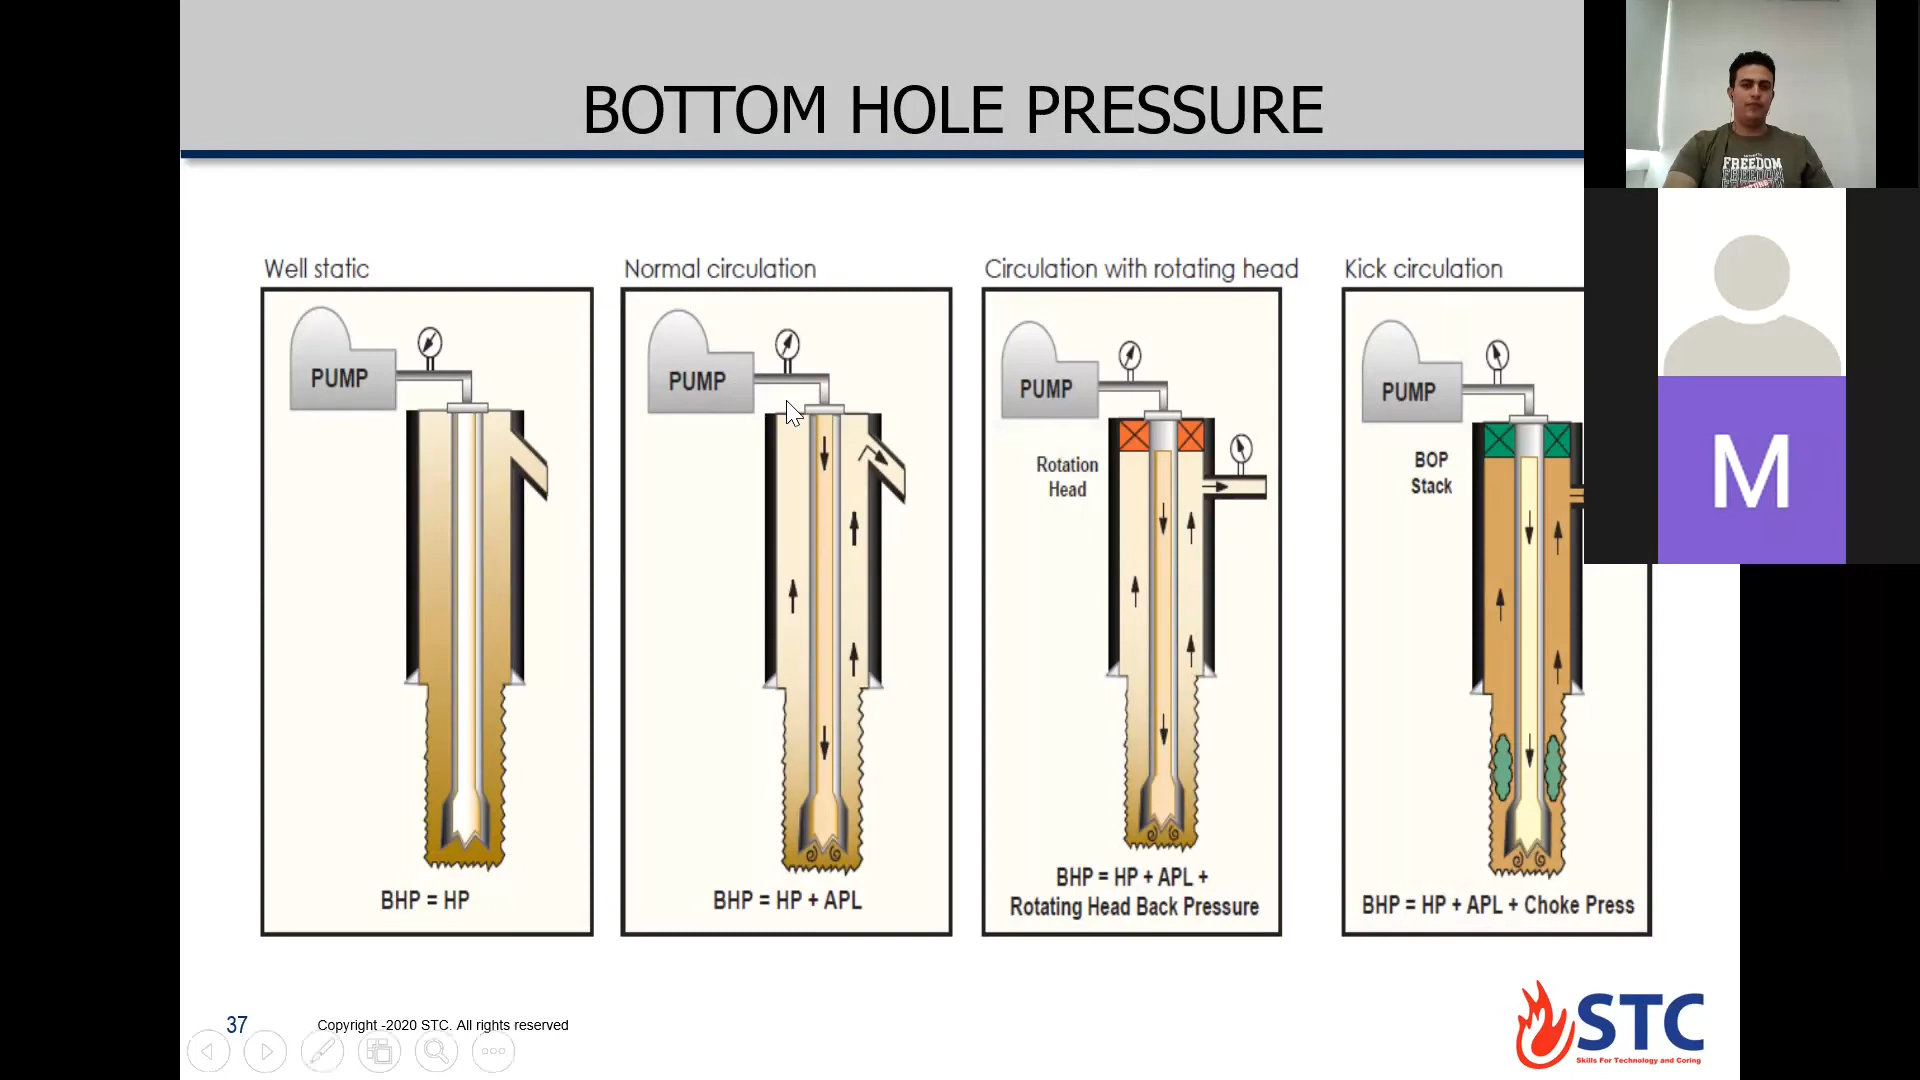 BOTTOM HOLE PRESSURE
FREEDOM
FREEDOM
Well static
Normal circulation
Circulation with rotating head
Kick circulation
PUMP
PUMP
PUMP
PUMP
Rotation
Head
BOP
Stack
M
BHP = HP
BHP = HP + APL
BHP = HP + APL +
Rotating Head Back Pressure
BHP = HP + APL + Choke Press
37
Copyright -2020 STC. All rights reserved
STC
Skills For Technology and Coring